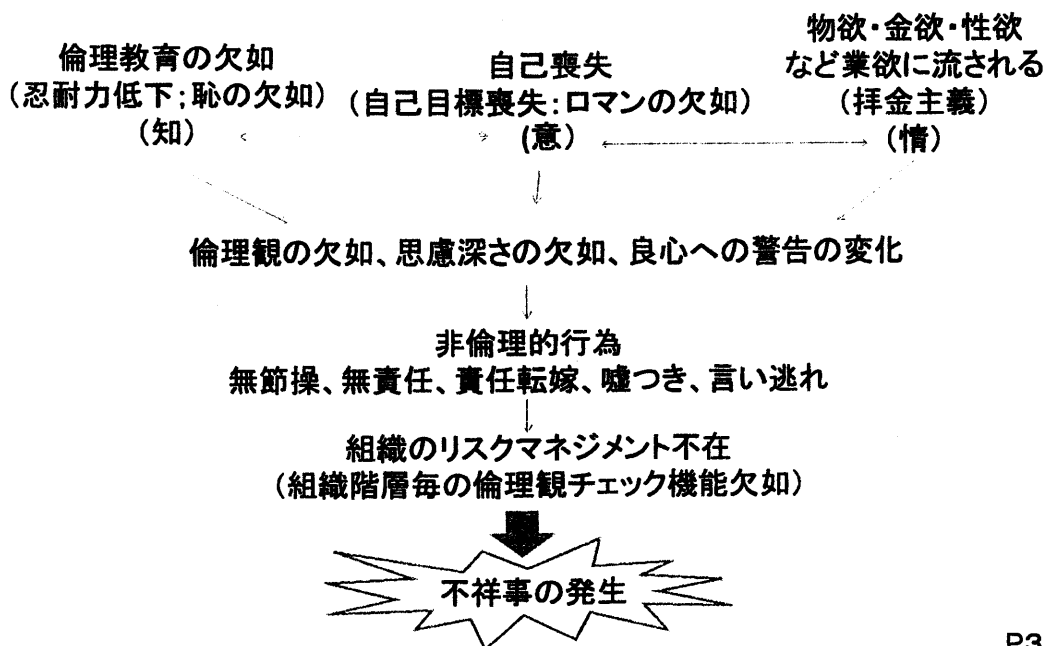 倫理教育の欠如
(忍耐力低下;恥の欠如)
(知)
自己喪失
(自己目標喪失:ロマンの欠如)
(意)
物欲・金欲・性欲
など業欲に流される
(拝金主義)
(情)
倫理観の欠如、思慮深さの欠如、良心への警告の変化
非倫理的行為
無節操、無責任、責任転嫁、嘘つき、言い逃れ
組織のリスクマネジメント不在
(組織階層毎の倫理観チェック機能欠如)
不祥事の発生
P3